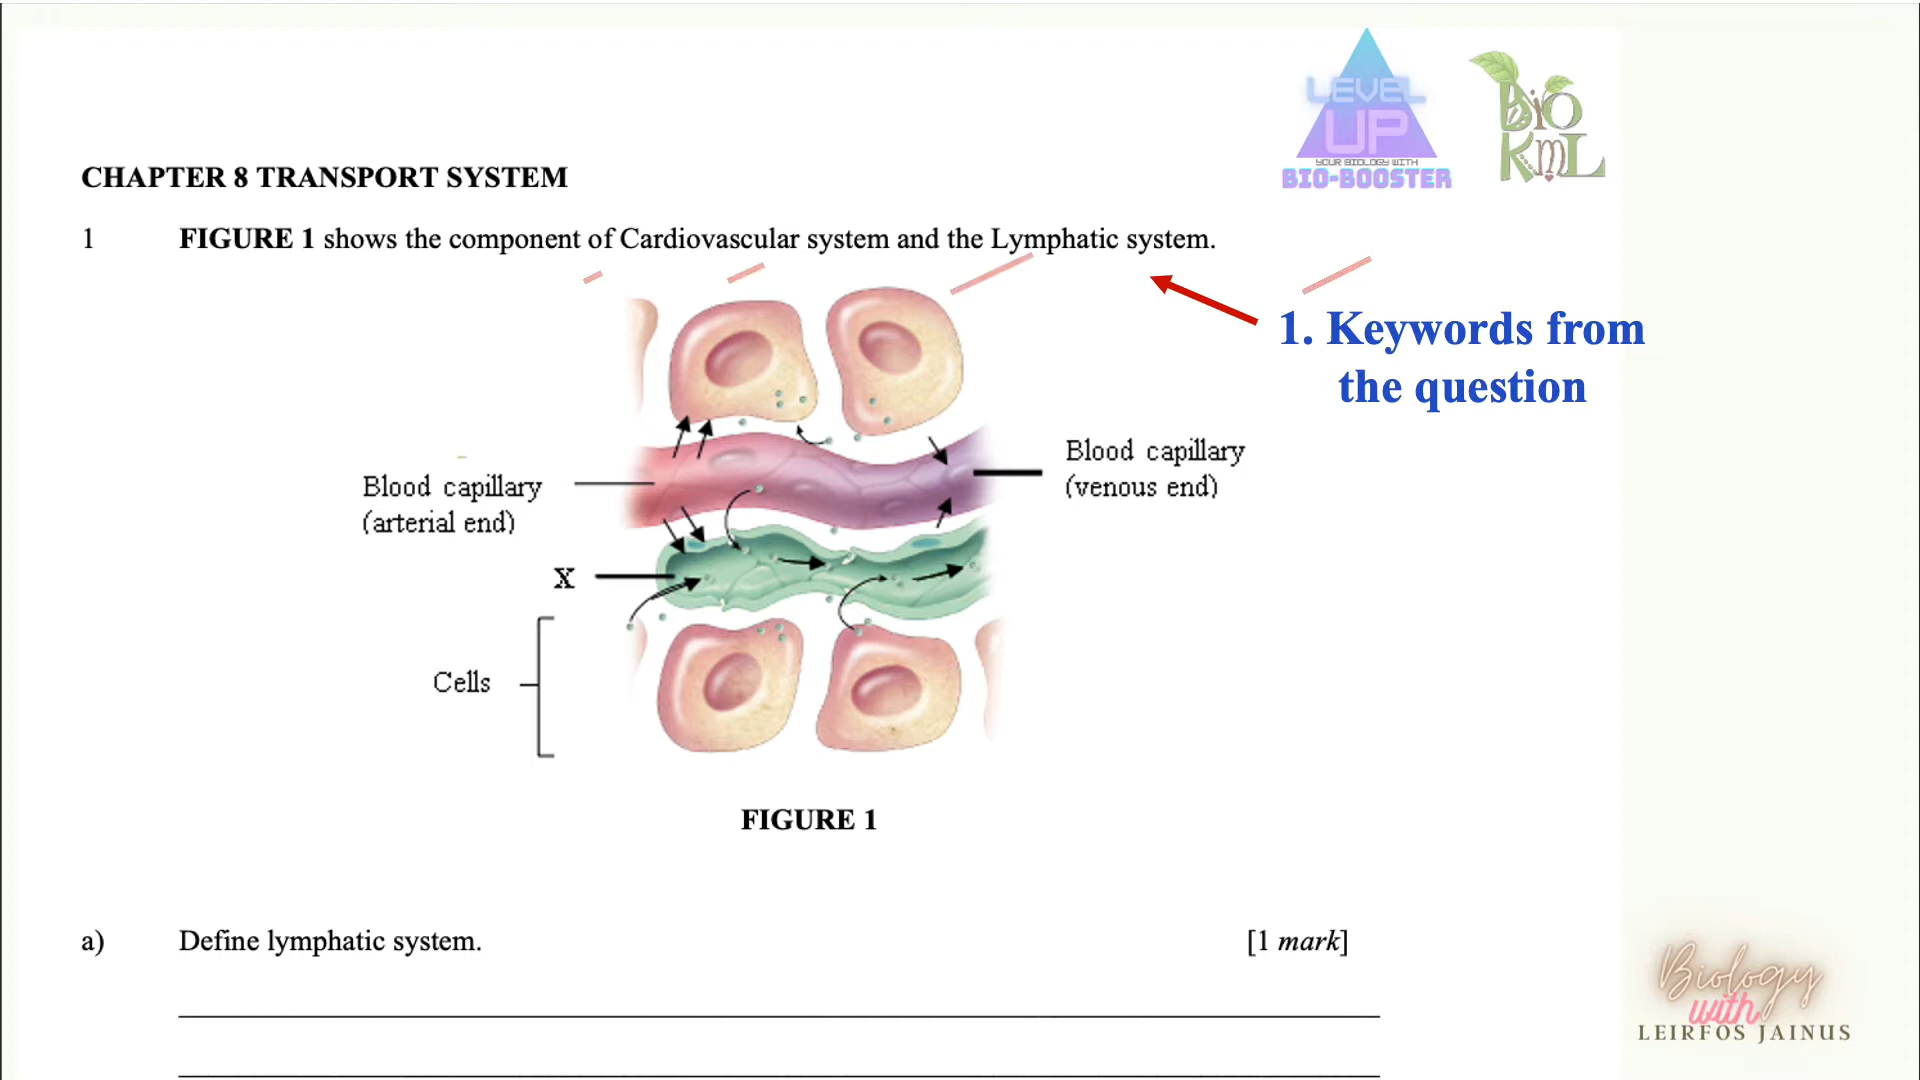 LEVEL
UP
YOUR BIOLOGY WITH
BIO-BOOSTER
BiO
KmL
CHAPTER 8 TRANSPORT SYSTEM
1 FIGURE 1 shows the component of Cardiovascular system and the Lymphatic system.
1. Keywords from
the question
Blood capillary
(arterial end)
Blood capillary
(venous end)
X
Cells
FIGURE 1
a) Define lymphatic system. [1 mark]
Biology
with
LEIRFOS JAINUS